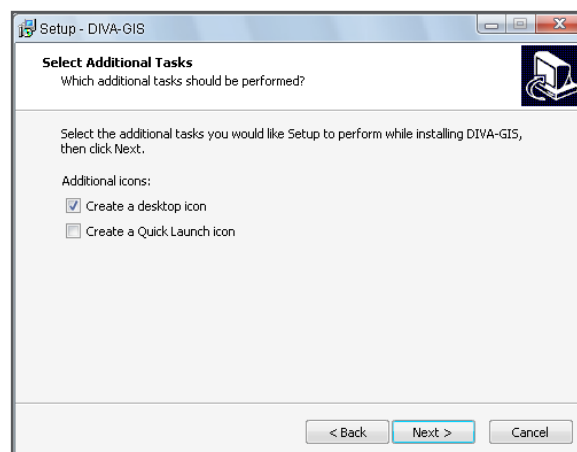 Setup - DIVA-GIS
Select Additional Tasks
Which additional tasks should be performed?
Select the additional tasks you would like Setup to perform while installing DIVA-GIS,
then click Next.
Additional icons:
Create a desktop icon
Create a Quick Launch icon
< Back Next > Cancel